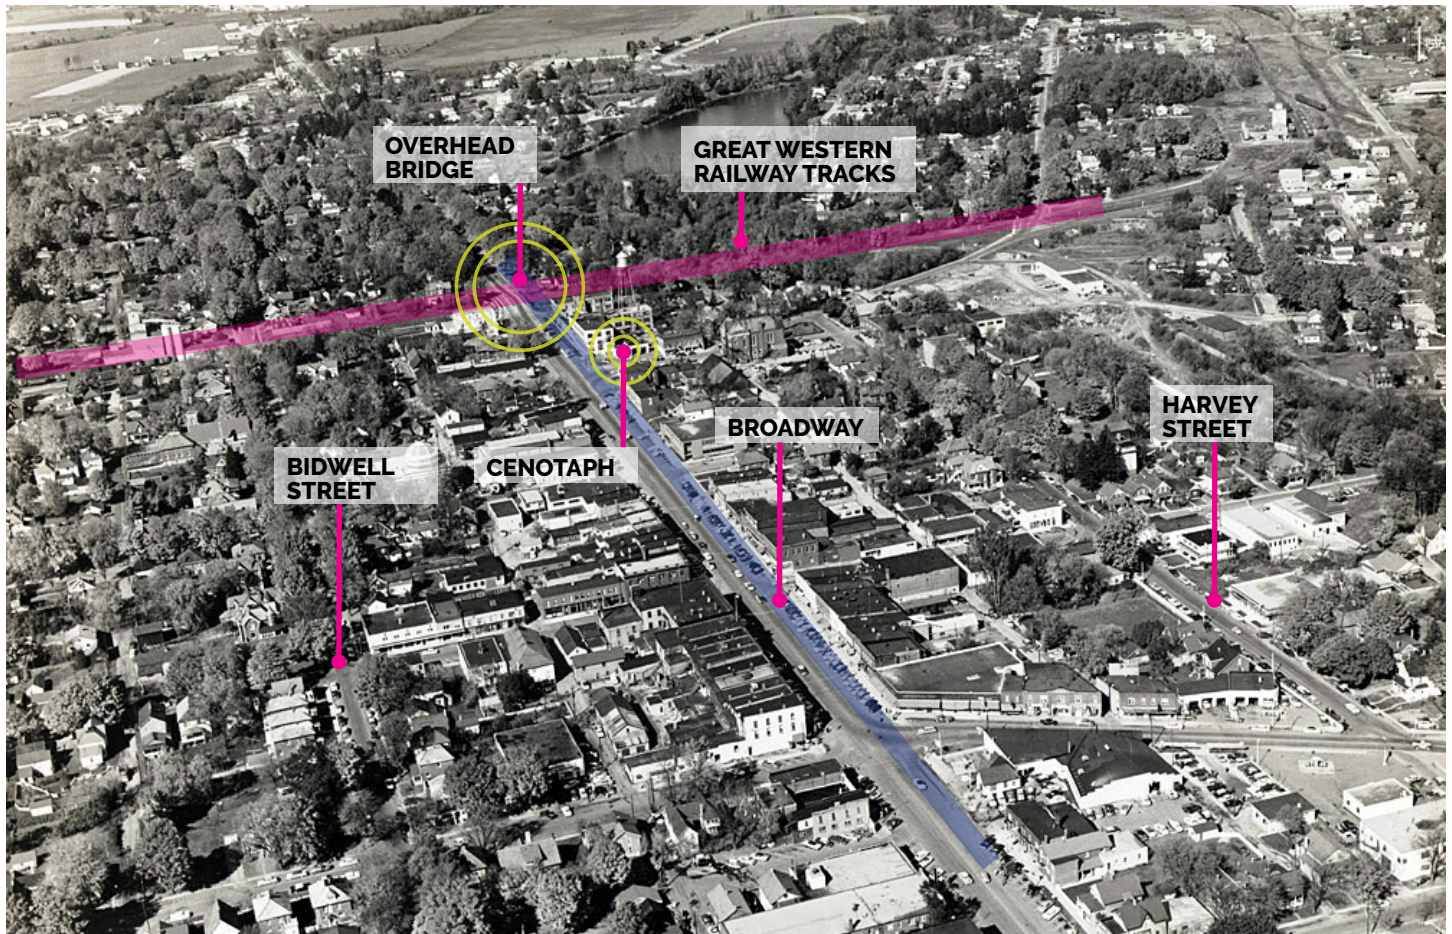 OVERHEAD
BRIDGE
GREAT WESTERN
RAILWAY TRACKS
HARVEY
STREET
BROADWAY
BIDWELL
STREET
CENOTAPH